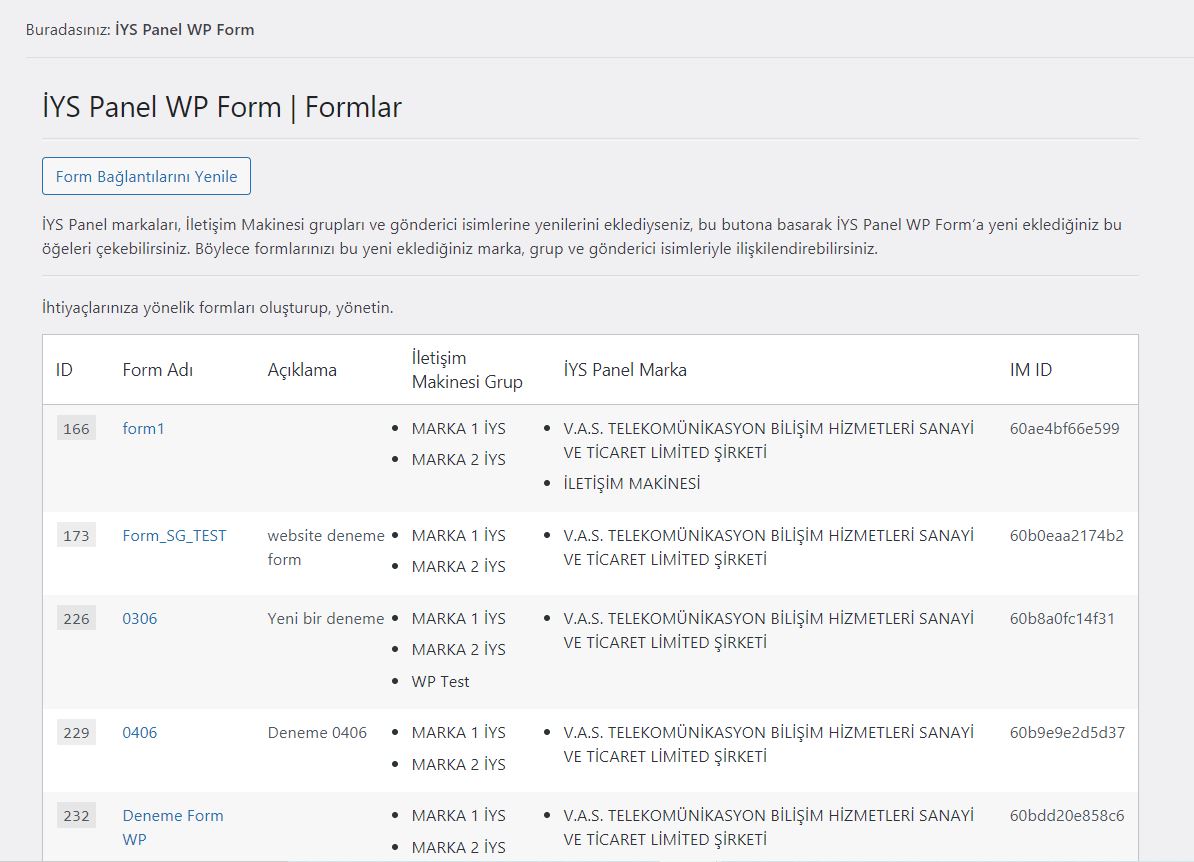 Buradasınız: İYS Panel WP Form
İYS Panel WP Form | Formlar
Form Bağlantılarını Yenile
İYS Panel markaları, İletişim Makinesi grupları ve gönderici isimlerine yenilerini eklediyseniz, bu butona basarak İYS Panel WP Form'a yeni eklediğiniz bu
öğeleri çekebilirsiniz. Böylece formlarınızı bu yeni eklediğiniz marka, grup ve gönderici isimleriyle ilişkilendirebilirsiniz.
İhtiyaçlarınıza yönelik formları oluşturup, yönetin.
ID Form Adı Açıklama İletişim Makinesi Grup İYS Panel Marka IM ID
166 form1 • MARKA 1 İYS • V.A.S. TELEKOMÜNİKASYON BİLİŞİM HİZMETLERİ SANAYİ 60ae4bf66e599
• MARKA 2 İYS VE TİCARET LİMİTED ŞİRKETİ
• İLETİŞİM MAKİNESİ
173 Form_SG_TEST website deneme • MARKA 1 İYS • V.A.S. TELEKOMÜNİKASYON BİLİŞİM HİZMETLERİ SANAYİ 60b0eaa2174b2
form • MARKA 2 İYS VE TİCARET LİMİTED ŞİRKETİ
226 0306 Yeni bir deneme • MARKA 1 İYS • V.A.S. TELEKOMÜNİKASYON BİLİŞİM HİZMETLERİ SANAYİ 60b8a0fc14f31
• MARKA 2 İYS VE TİCARET LİMİTED ŞİRKETİ
• WP Test
229 0406 Deneme 0406 • MARKA 1 İYS • V.A.S. TELEKOMÜNİKASYON BİLİŞİM HİZMETLERİ SANAYİ 60b9e9e2d5d37
• MARKA 2 İYS VE TİCARET LİMİTED ŞİRKETİ
232 Deneme Form • MARKA 1 İYS • V.A.S. TELEKOMÜNİKASYON BİLİŞİM HİZMETLERİ SANAYİ 60bdd20e858c6
WP • MARKA 2 İYS VE TİCARET LİMİTED ŞİRKETİ